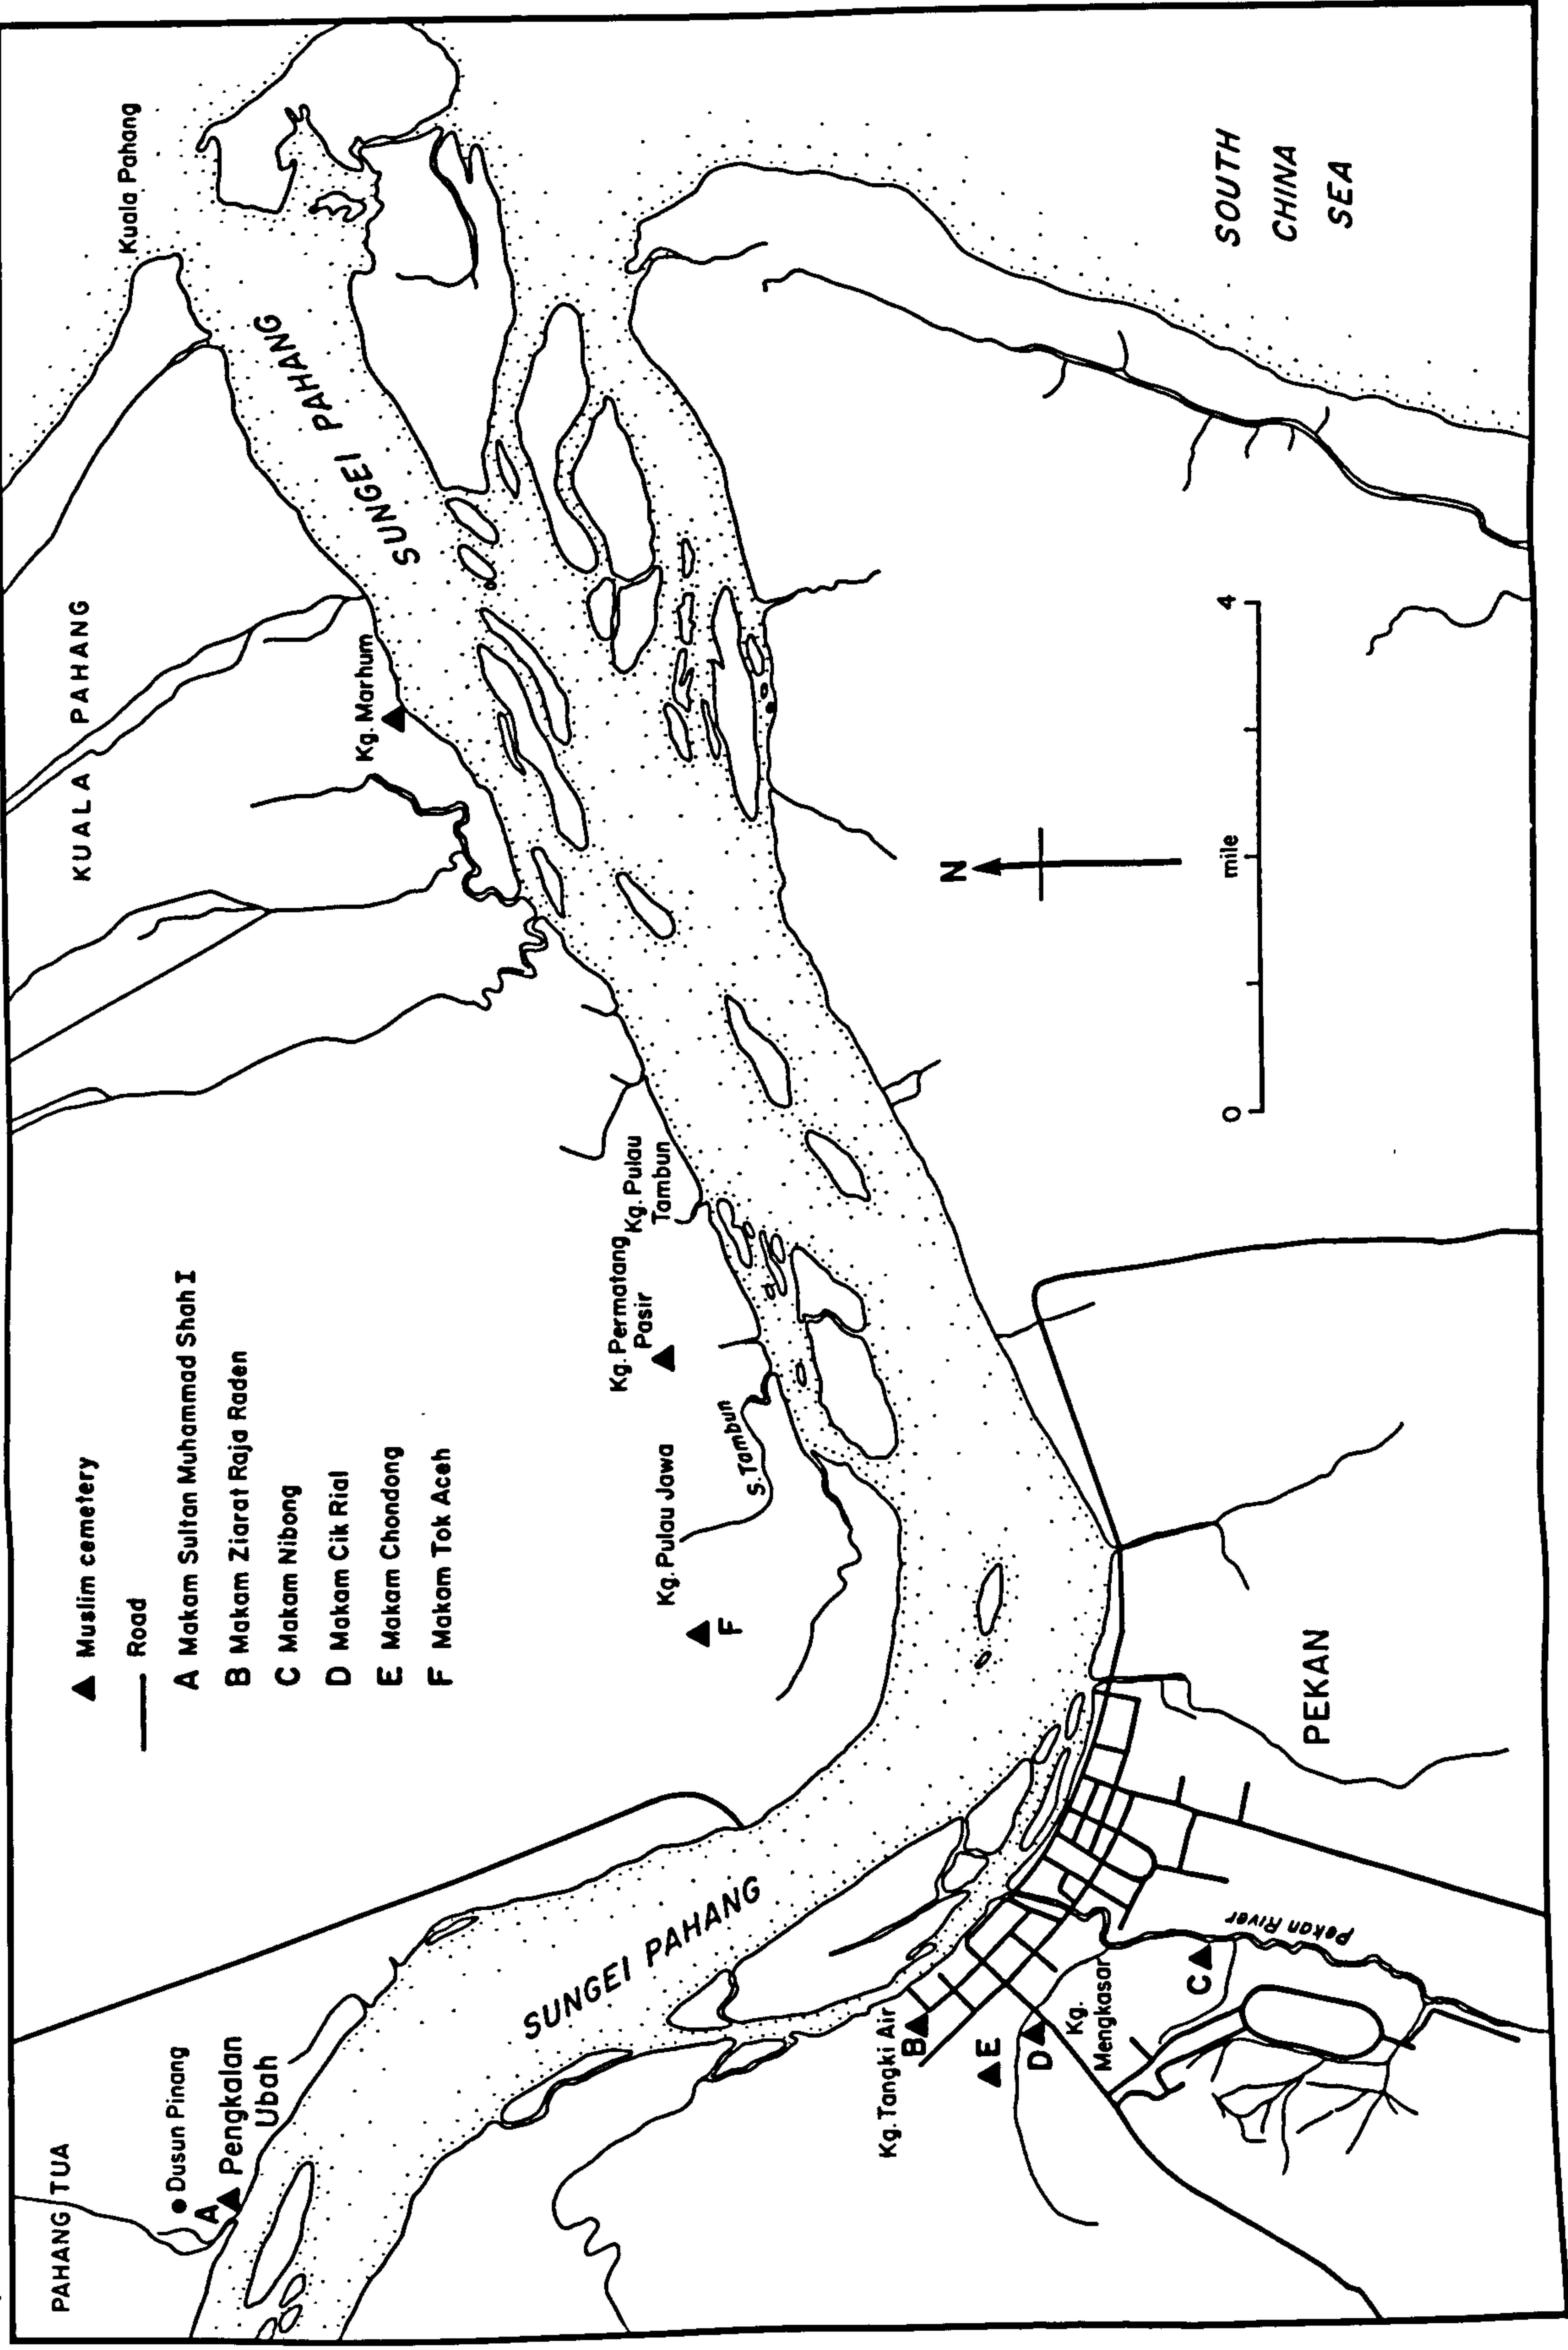 PAHANG TUA
Dusun Pinang
A
Pengkalan
Ubah
SUNGEI PAHANG
▲ Muslim cemetery
Road
A Makam Sultan Muhammad Shah I
B Makam Ziarat Raja Raden
C Makam Nibong
D Makam Cik Rial
E Makam Chondong
F Makam Tok Aceh
KUALA PAHANG
Kg. Marhum
SUNGEI PAHANG
Kuala Pahang
Kg. Pulau Jawa
F
S. Tambun
Kg. Permatang
Pasir
Kg. Pulau
Tambun
Kg. Tangki Air
B
E
D
Kg.
Mengkasar
C
Pekan River
PEKAN
N
0
mile
4
SOUTH
CHINA
SEA